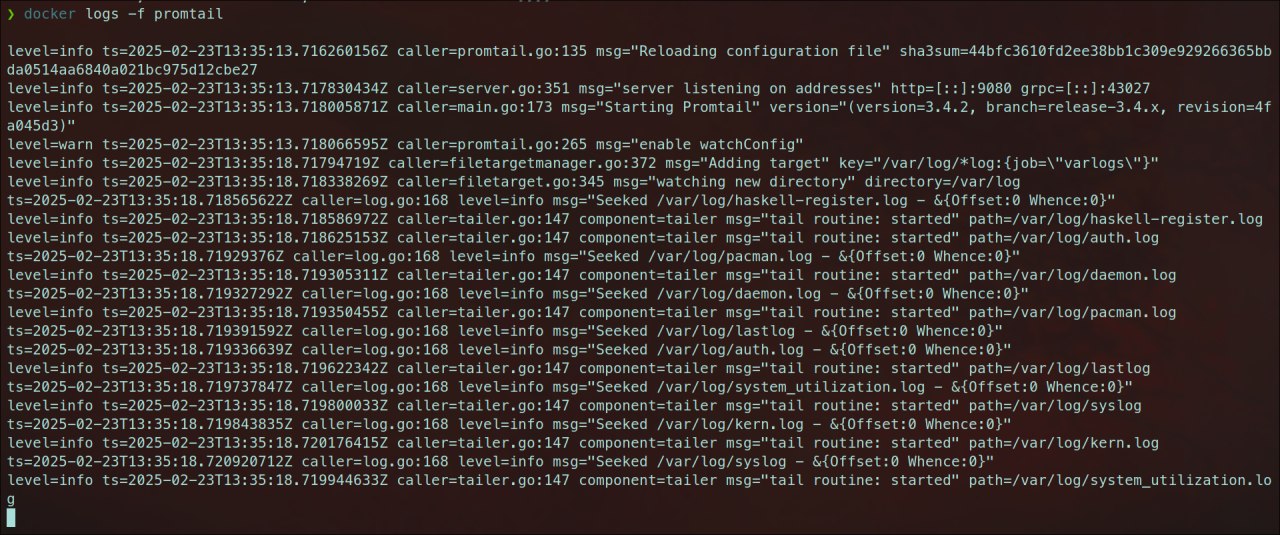 ❯ docker logs -f promtail
level=info ts=2025-02-23T13:35:13.716260156Z caller=promtail.go:135 msg="Reloading configuration file" sha3sum=44bfc3610fd2ee38bb1c309e929266365bb
da0514aa6840a021bc975d12cbe27
level=info ts=2025-02-23T13:35:13.717830434Z caller=server.go:351 msg="server listening on addresses" http=[::]:9080 grpc=[::]:43027
level=info ts=2025-02-23T13:35:13.718005871Z caller=main.go:173 msg="Starting Promtail" version="(version=3.4.2, branch=release-3.4.x, revision=4f
a045d3)"
level=warn ts=2025-02-23T13:35:13.718066595Z caller=promtail.go:265 msg="enable watchConfig"
level=info ts=2025-02-23T13:35:18.71794719Z caller=filetargetmanager.go:372 msg="Adding target" key="/var/log/*log:{job=\"varlogs\"}"
level=info ts=2025-02-23T13:35:18.718338269Z caller=filetarget.go:345 msg="watching new directory" directory=/var/log
ts=2025-02-23T13:35:18.718565622Z caller=log.go:168 level=info msg="Seeked /var/log/haskell-register.log - &{Offset:0 Whence:0}"
level=info ts=2025-02-23T13:35:18.718586972Z caller=tailer.go:147 component=tailer msg="tail routine: started" path=/var/log/haskell-register.log
level=info ts=2025-02-23T13:35:18.718625153Z caller=tailer.go:147 component=tailer msg="tail routine: started" path=/var/log/auth.log
ts=2025-02-23T13:35:18.71929376Z caller=log.go:168 level=info msg="Seeked /var/log/pacman.log - &{Offset:0 Whence:0}"
level=info ts=2025-02-23T13:35:18.719305311Z caller=tailer.go:147 component=tailer msg="tail routine: started" path=/var/log/daemon.log
ts=2025-02-23T13:35:18.719327292Z caller=log.go:168 level=info msg="Seeked /var/log/daemon.log - &{Offset:0 Whence:0}"
level=info ts=2025-02-23T13:35:18.719350455Z caller=tailer.go:147 component=tailer msg="tail routine: started" path=/var/log/pacman.log
ts=2025-02-23T13:35:18.719391592Z caller=log.go:168 level=info msg="Seeked /var/log/lastlog - &{Offset:0 Whence:0}"
ts=2025-02-23T13:35:18.719336639Z caller=log.go:168 level=info msg="Seeked /var/log/auth.log - &{Offset:0 Whence:0}"
level=info ts=2025-02-23T13:35:18.719622342Z caller=tailer.go:147 component=tailer msg="tail routine: started" path=/var/log/lastlog
ts=2025-02-23T13:35:18.719737847Z caller=log.go:168 level=info msg="Seeked /var/log/system_utilization.log - &{Offset:0 Whence:0}"
level=info ts=2025-02-23T13:35:18.719800033Z caller=tailer.go:147 component=tailer msg="tail routine: started" path=/var/log/syslog
ts=2025-02-23T13:35:18.719843835Z caller=log.go:168 level=info msg="Seeked /var/log/kern.log - &{Offset:0 Whence:0}"
level=info ts=2025-02-23T13:35:18.720176415Z caller=tailer.go:147 component=tailer msg="tail routine: started" path=/var/log/kern.log
ts=2025-02-23T13:35:18.720920712Z caller=log.go:168 level=info msg="Seeked /var/log/syslog - &{Offset:0 Whence:0}"
level=info ts=2025-02-23T13:35:18.719944633Z caller=tailer.go:147 component=tailer msg="tail routine: started" path=/var/log/system_utilization.lo
g